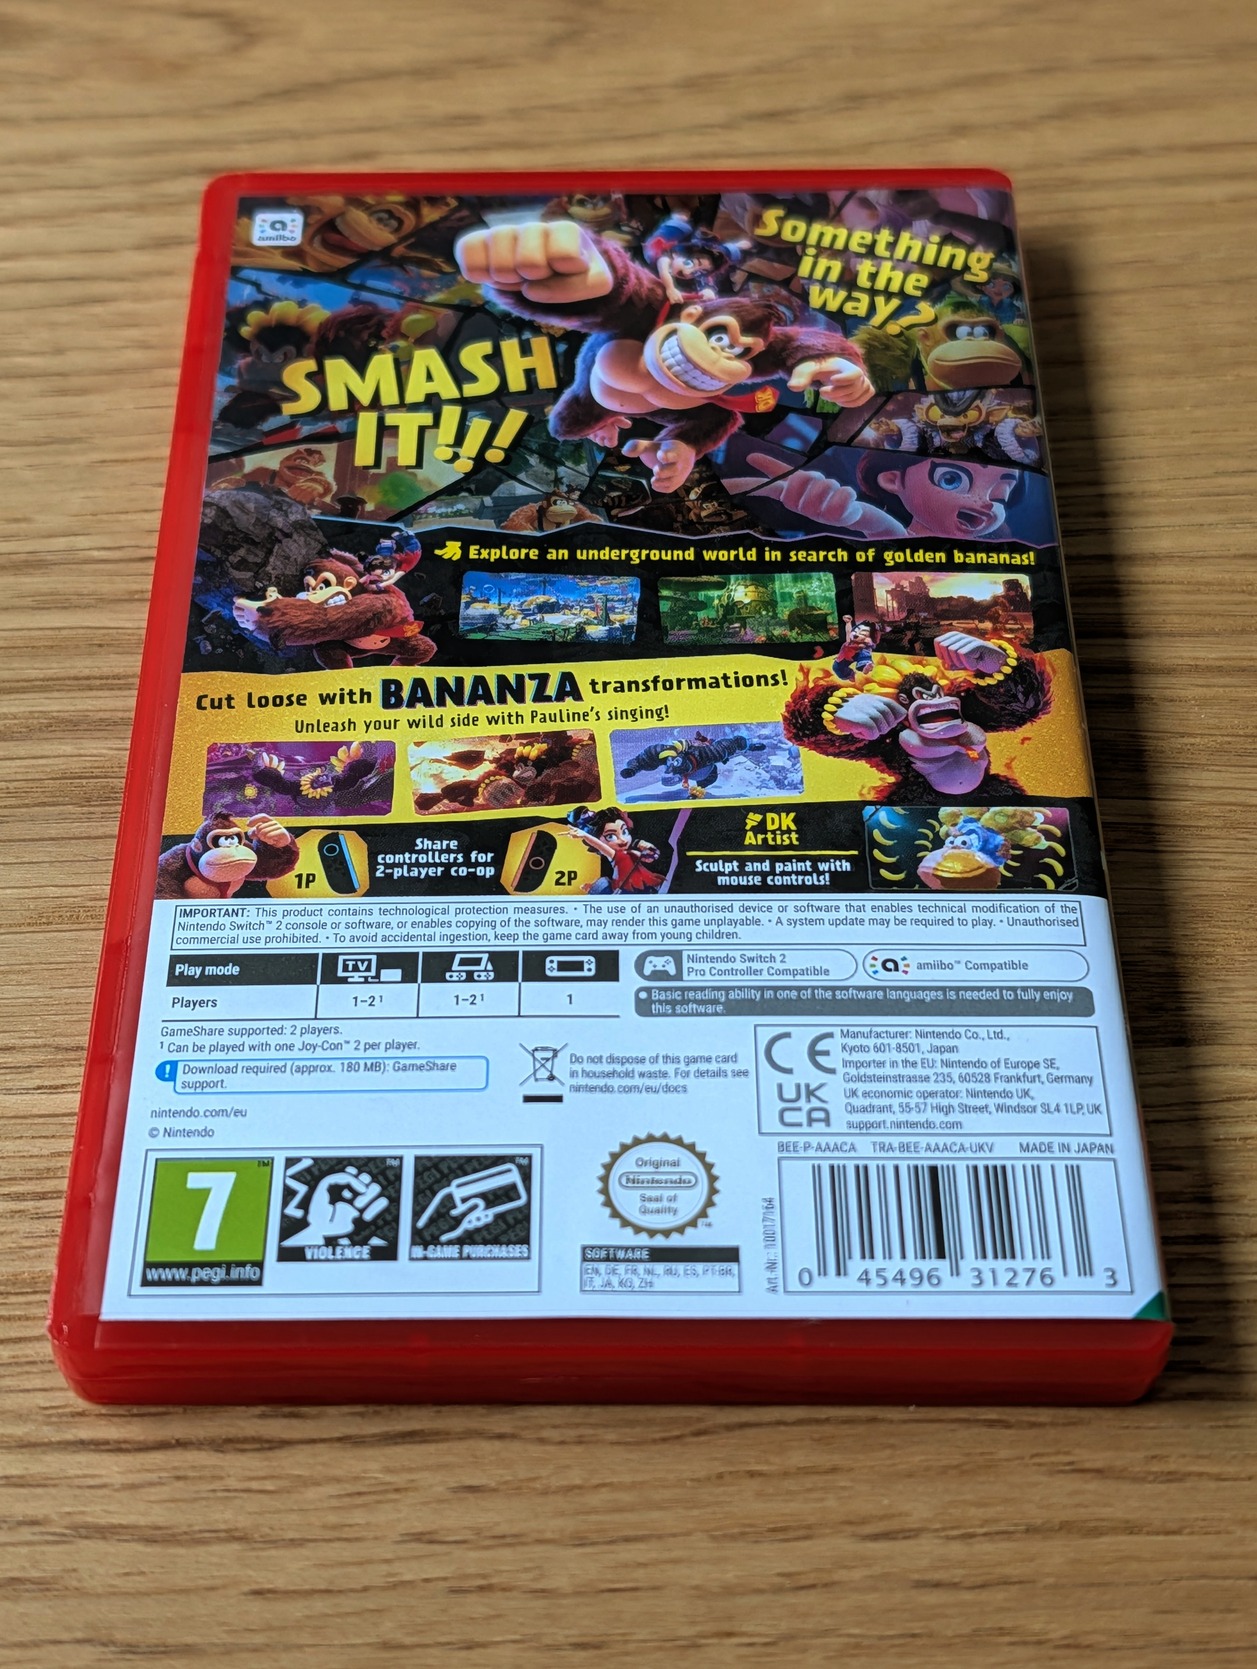 amiibo
Something
in the
way?
SMASH
IT!!!
Explore an underground world in search of golden bananas!
Cut loose with BANANZA transformations!
Unleash your wild side with Pauline's singing!
1P
Share
controllers for
2-player co-op
2P
DK
Artist
Sculpt and paint with
mouse controls!
IMPORTANT: This product contains technological protection measures. • The use of an unauthorised device or software that enables technical modification of the
Nintendo Switch™ 2 console or software, or enables copying of the software, may render this game unplayable. • A system update may be required to play. • Unauthorised
commercial use prohibited. • To avoid accidental ingestion, keep the game card away from young children.
Play mode
TV
Players
1–2¹
1–2¹
1
Nintendo Switch 2
Pro Controller Compatible
amiibo™ Compatible
• Basic reading ability in one of the software languages is needed to fully enjoy
this software.
GameShare supported: 2 players.
¹ Can be played with one Joy-Con™ 2 per player.
! Download required (approx. 180 MB): GameShare
support.
nintendo.com/eu
© Nintendo
Do not dispose of this game card
in household waste. For details see
nintendo.com/eu/docs
CE
UK
CA
Manufacturer: Nintendo Co., Ltd.,
Kyoto 601-8501, Japan
Importer in the EU: Nintendo of Europe SE,
Goldsteinstrasse 235, 60528 Frankfurt, Germany
UK economic operator: Nintendo UK,
Quadrant, 55-57 High Street, Windsor SL4 1LP, UK
support.nintendo.com
BEE-P-AAACA TRA-BEE-AAACA-UKV MADE IN JAPAN
7
www.pegi.info
VIOLENCE
IN-GAME PURCHASES
Original
Nintendo
Seal of
Quality
SOFTWARE
EN, DE, FR, NL, RU, ES, PT-BR,
IT, JA, KO, ZH
Art.-Nr.: 10017164
0 45496 31276 3